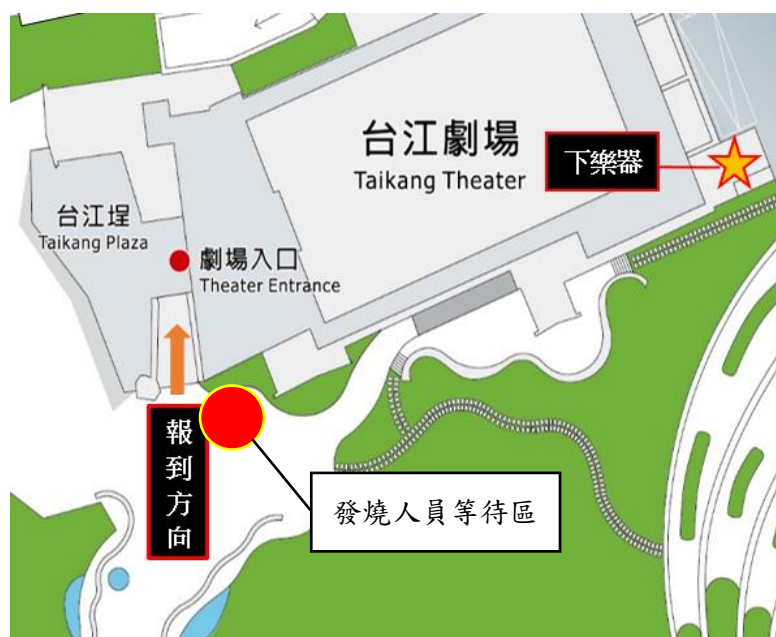 台江劇場
Taikang Theater
下樂器
台江埕
Taikang Plaza
劇場入口
Theater Entrance
報到方向
發燒人員等待區